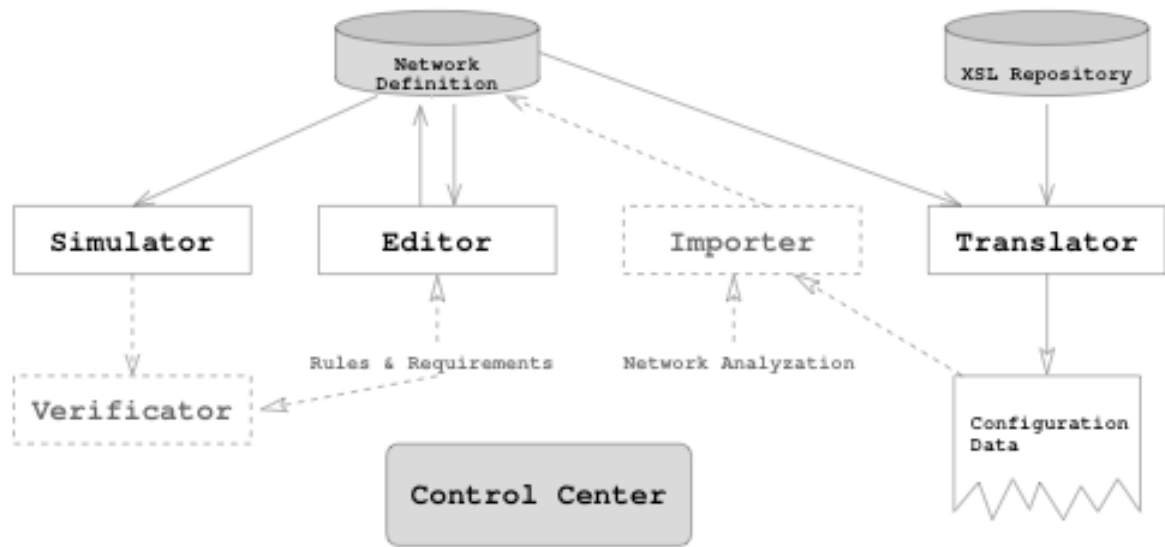 Network
Definition
XSL Repository
Simulator
Editor
Importer
Translator
Rules & Requirements
Network Analyzation
Verificator
Configuration
Data
Control Center